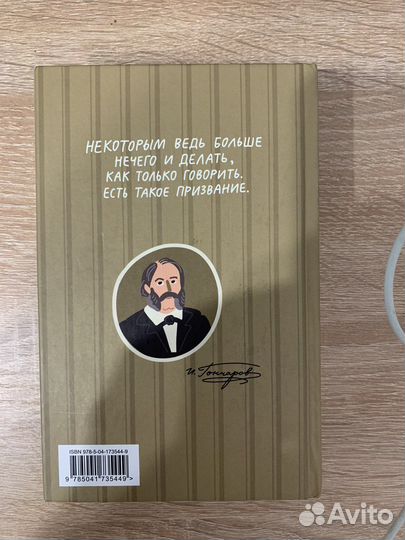 НЕКОТОРЫМ ВЕДЬ БОЛЬШЕ
НЕЧЕГО И ДЕЛАТЬ,
КАК ТОЛЬКО ГОВОРИТЬ.
ЕСТЬ ТАКОЕ ПРИЗВАНИЕ.
И. Гончаров
ISBN 978-5-04-173544-9
9 785041 735449 >
Avito